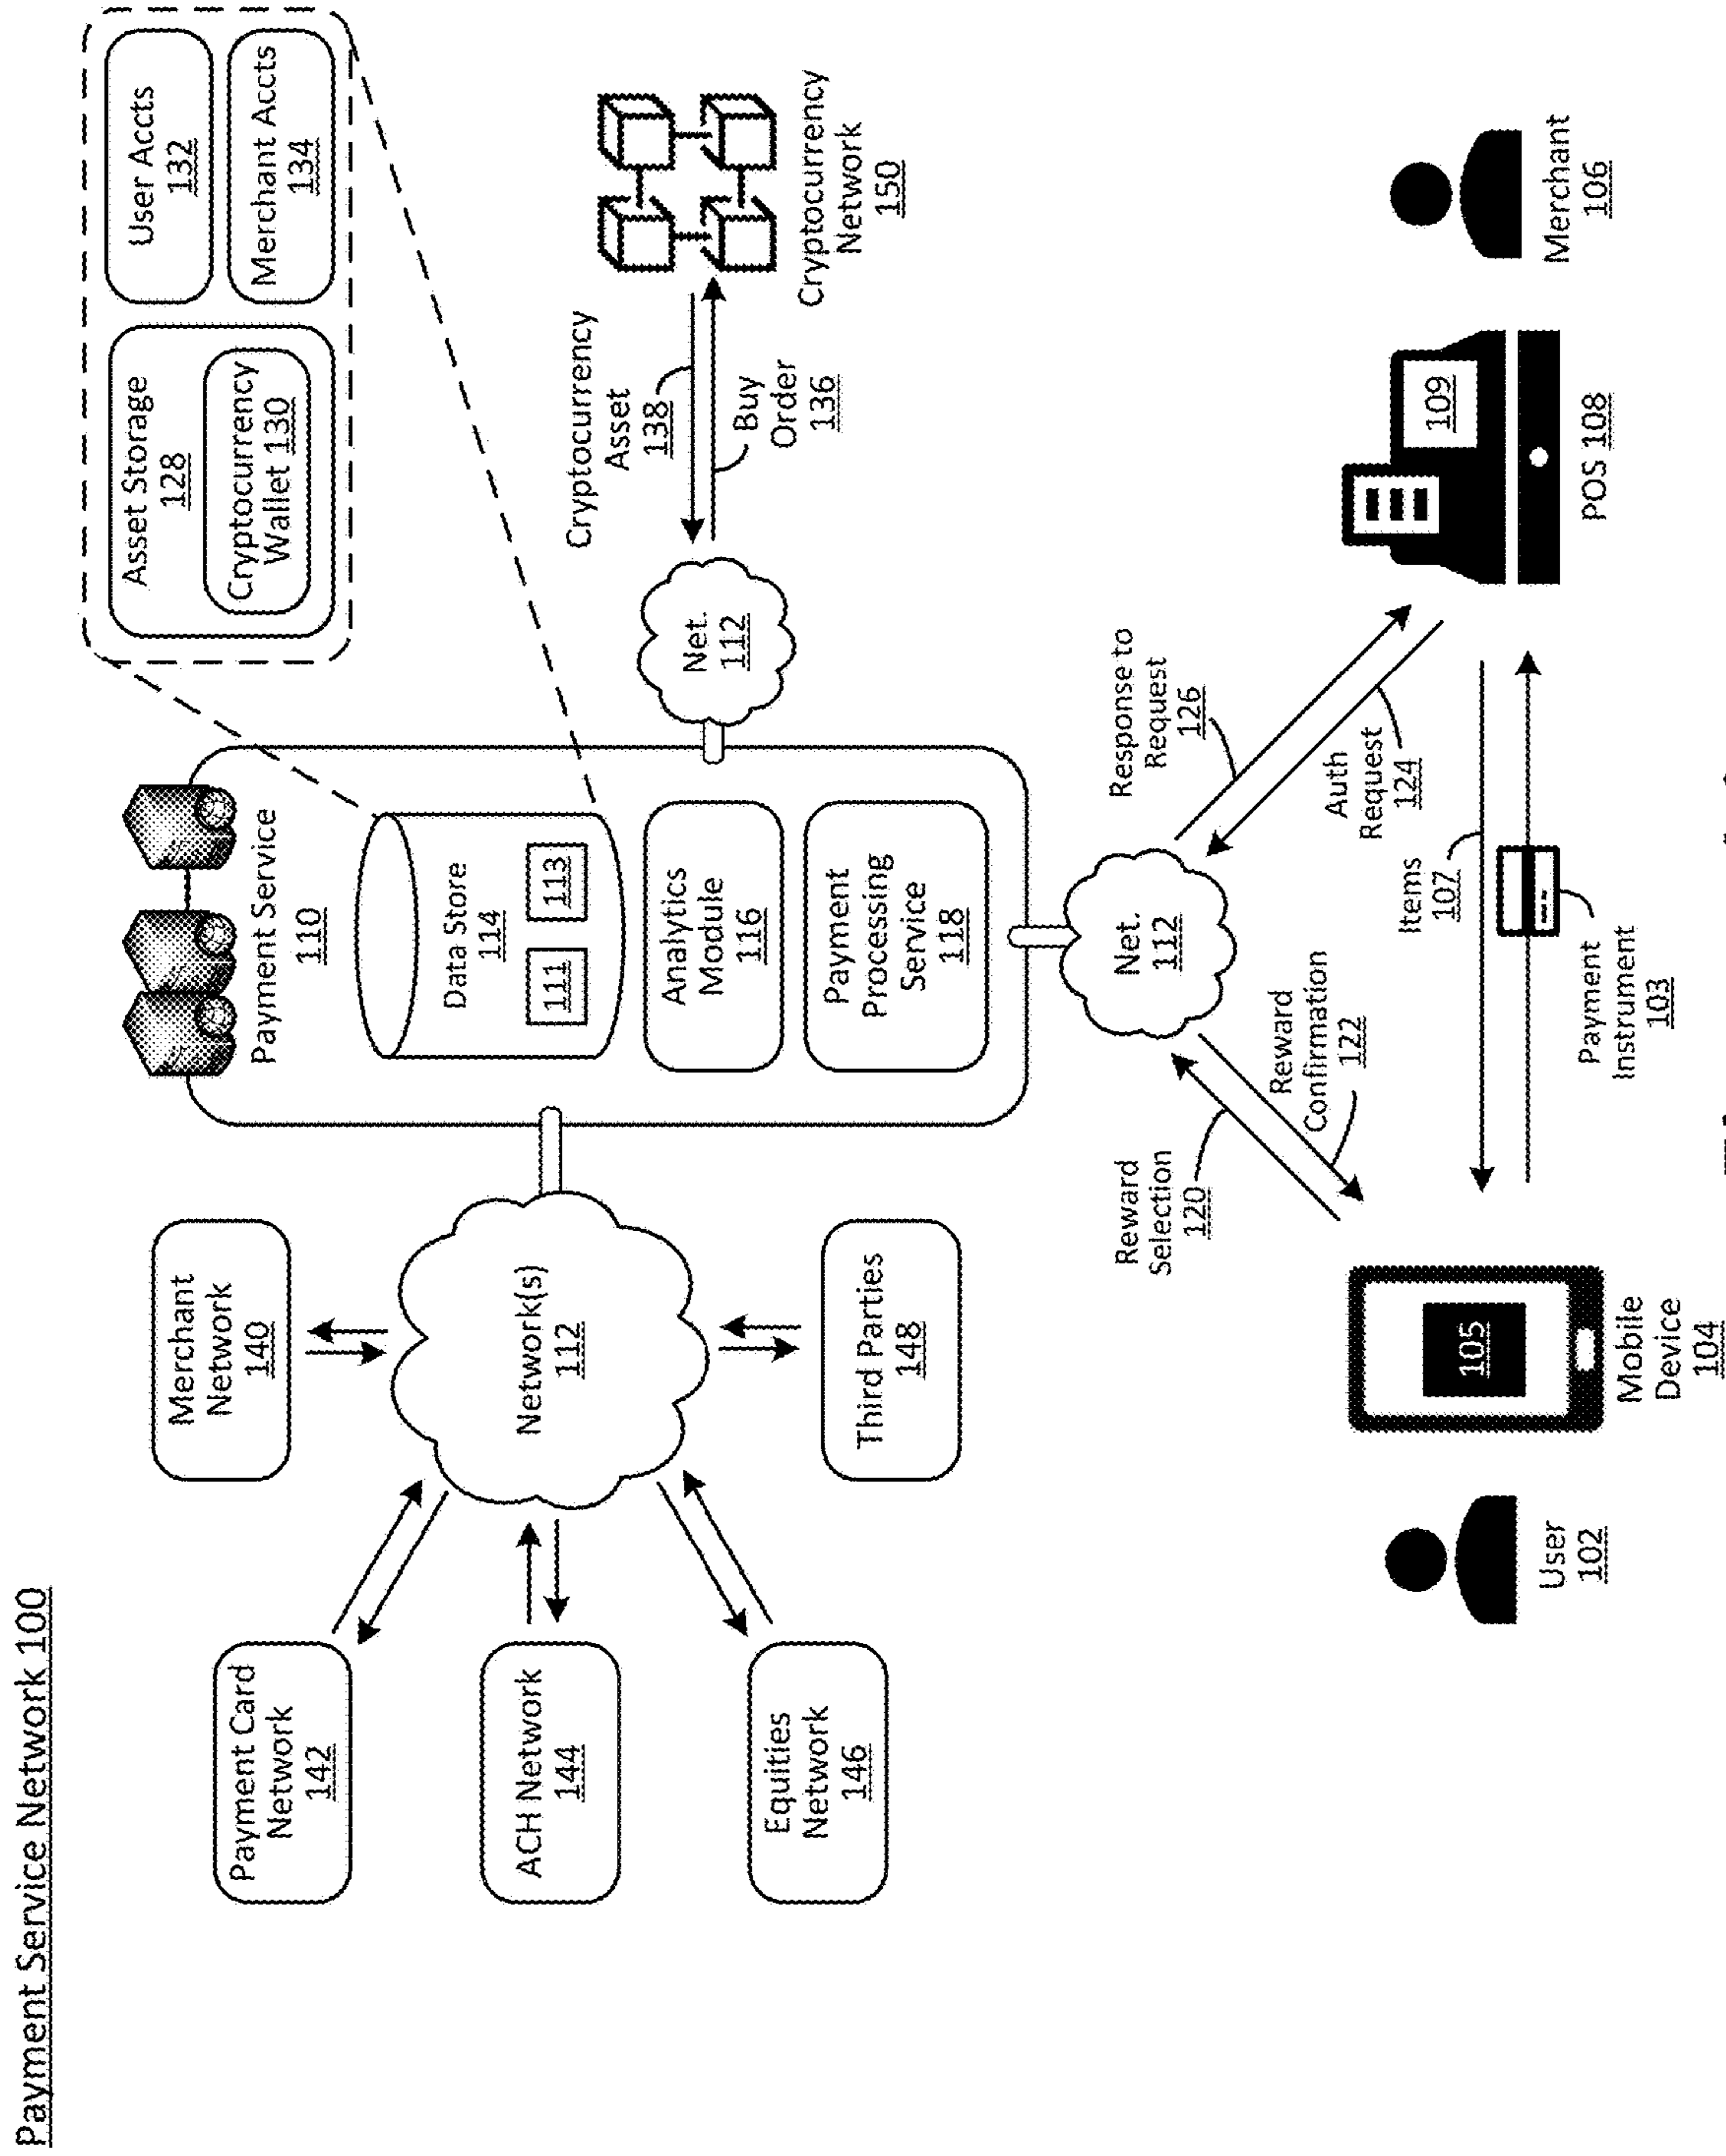 Payment Service Network 100
Payment Card
Network
142
ACH Network
144
Equities
Network
146
Merchant
Network
140
Network(s)
112
Third Parties
148
Payment Service
110
Data Store
114
111
113
Analytics
Module
116
Payment
Processing
Service
118
Asset Storage
128
Cryptocurrency
Wallet 130
User Accts
132
Merchant Accts
134
Net.
112
Cryptocurrency
Asset
138
Buy
Order
136
Cryptocurrency
Network
150
Net.
112
Reward
Selection
120
Reward
Confirmation
122
Response to
Request
126
Auth
Request
124
Items
107
Payment
Instrument
103
User
102
105
Mobile
Device
104
109
POS 108
Merchant
106